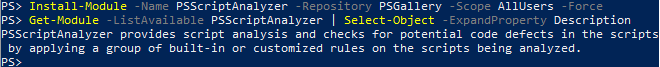 PS> Install-Module -Name PSScriptAnalyzer -Repository PSGallery -Scope AllUsers -Force
PS> Get-Module -ListAvailable PSScriptAnalyzer | Select-Object -ExpandProperty Description
PSScriptAnalyzer provides script analysis and checks for potential code defects in the scripts
by applying a group of built-in or customized rules on the scripts being analyzed.
PS>